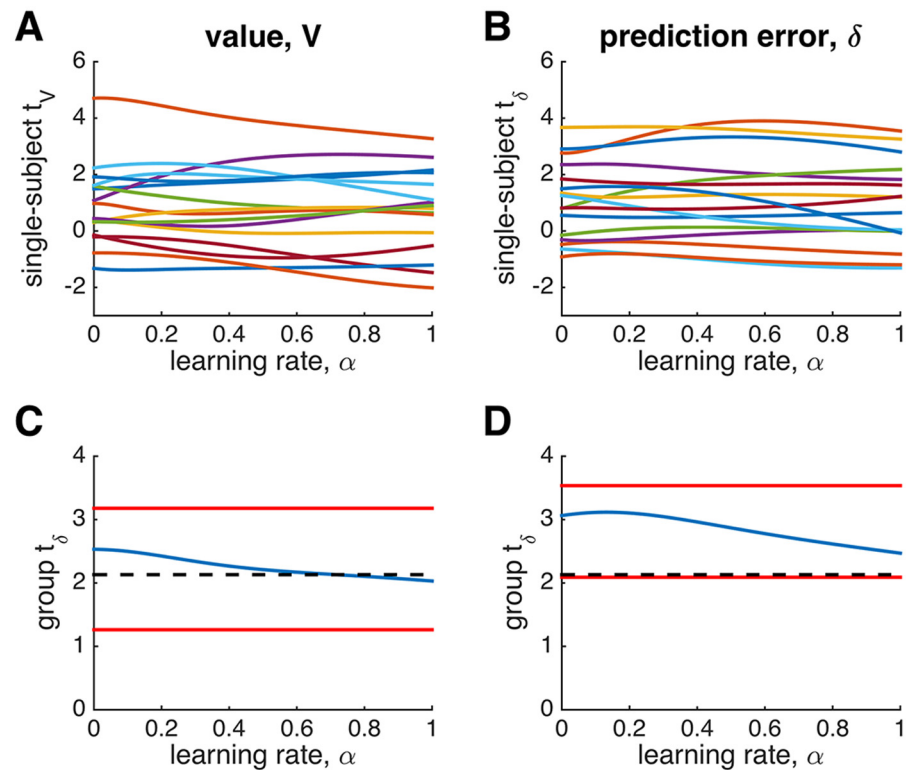 A
value, V
B
prediction error, δ
single-subject t_V
6
4
2
0
-2
0 0.2 0.4 0.6 0.8 1
learning rate, α
single-subject t_δ
6
4
2
0
-2
0 0.2 0.4 0.6 0.8 1
learning rate, α
C
group t_δ
4
3
2
1
0
0 0.2 0.4 0.6 0.8 1
learning rate, α
D
group t_δ
4
3
2
1
0
0 0.2 0.4 0.6 0.8 1
learning rate, α